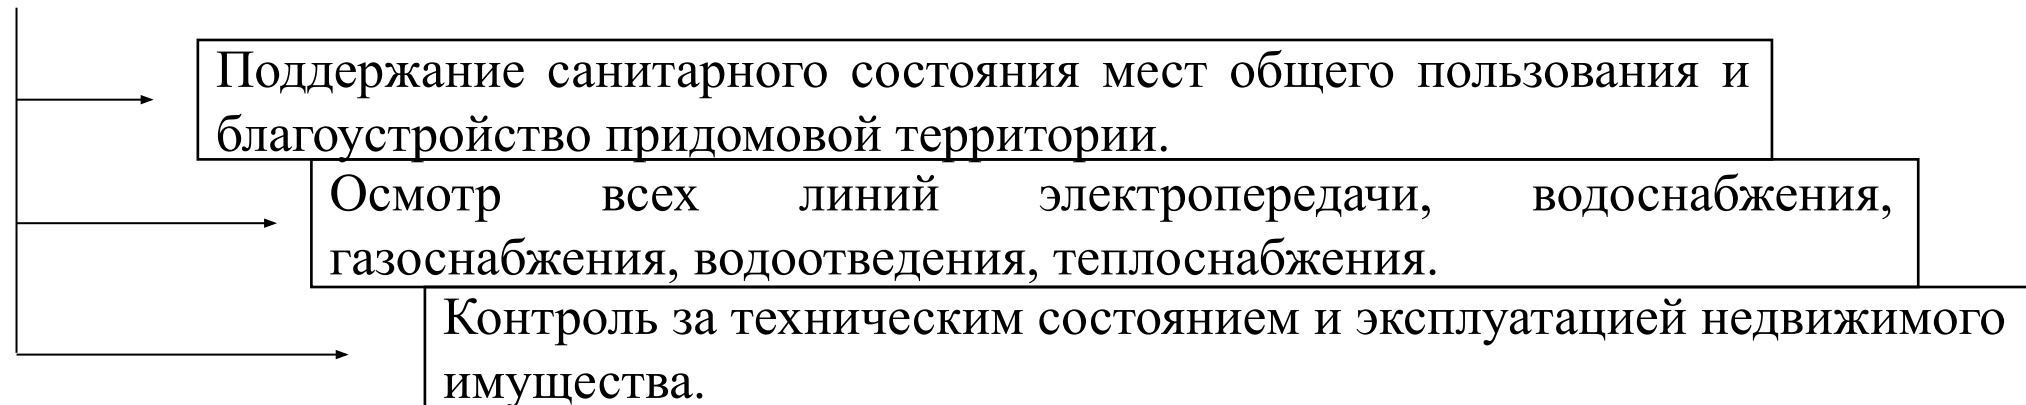 Поддержание санитарного состояния мест общего пользования и
благоустройство придомовой территории.
Осмотр всех линий электропередачи, водоснабжения,
газоснабжения, водоотведения, теплоснабжения.
Контроль за техническим состоянием и эксплуатацией недвижимого
имущества.